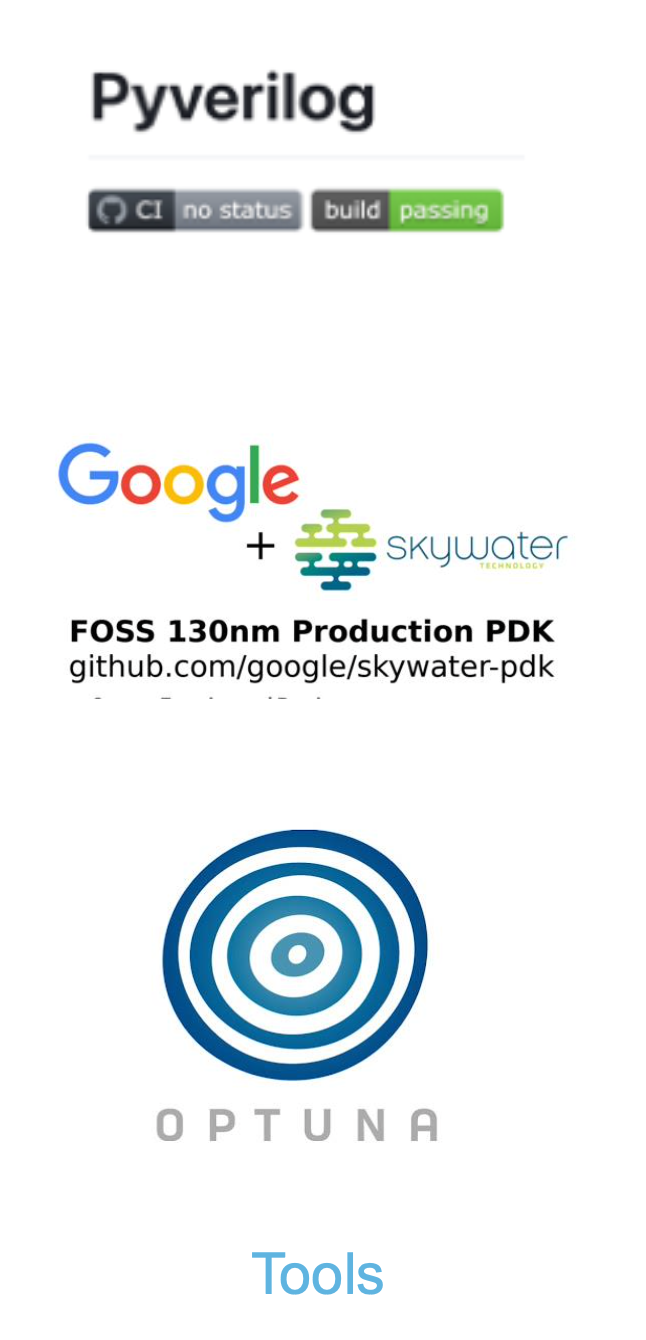 Pyverilog
CI no status build passing
Google
+ skywater
TECHNOLOGY
FOSS 130nm Production PDK
github.com/google/skywater-pdk
OPTUNA
Tools